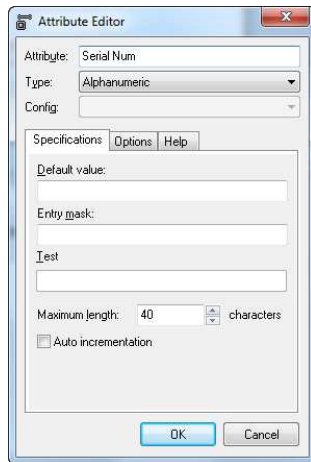 Attribute Editor
Attribute: Serial Num
Type: Alphanumeric
Config:
Specifications Options Help
Default value:
Entry mask:
Test
Maximum length: 40 characters
Auto incrementation
OK Cancel